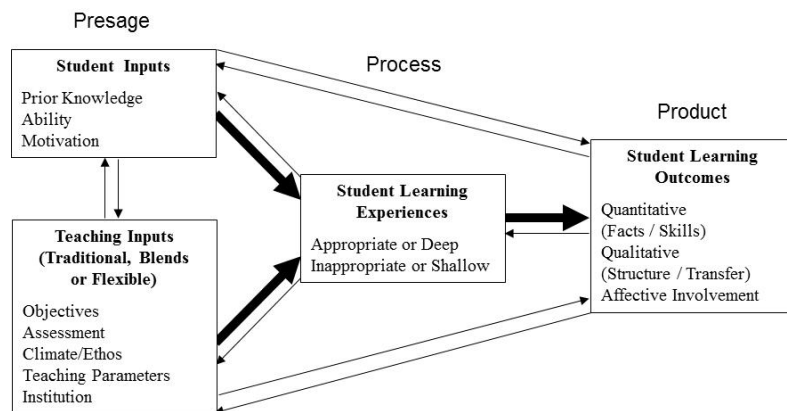 Presage
Student Inputs
Prior Knowledge
Ability
Motivation
Teaching Inputs
(Traditional, Blends
or Flexible)
Objectives
Assessment
Climate/Ethos
Teaching Parameters
Institution
Process
Student Learning
Experiences
Appropriate or Deep
Inappropriate or Shallow
Product
Student Learning
Outcomes
Quantitative
(Facts / Skills)
Qualitative
(Structure / Transfer)
Affective Involvement